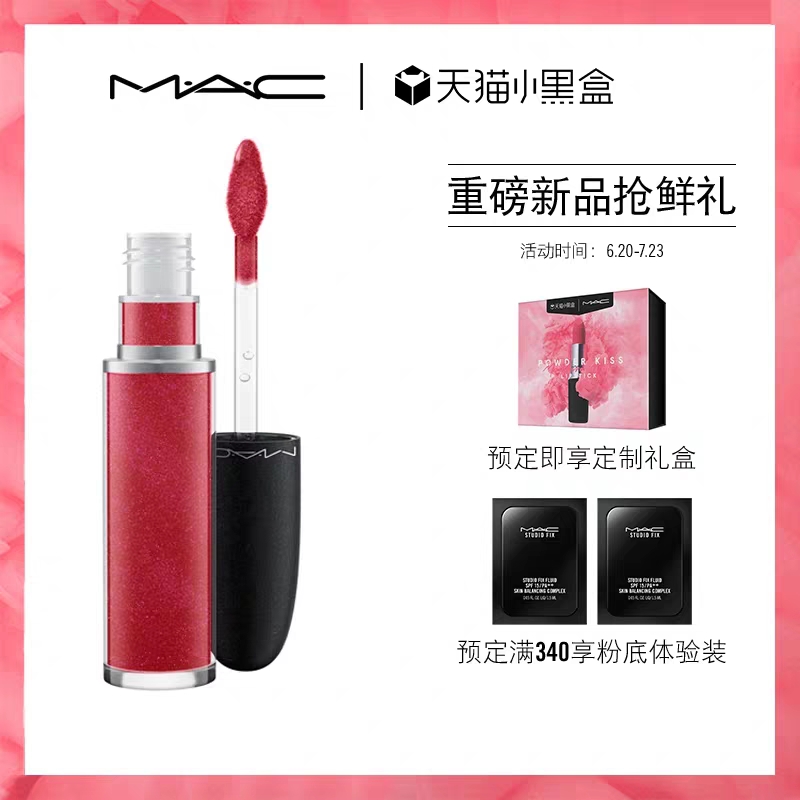 MAC
天猫小黑盒
重磅新品抢鲜礼
活动时间：6.20-7.23
天猫小黑盒 MAC
POWDER KISS
LIPSTICK
预定即享定制礼盒
MAC
STUDIO FIX
STUDIO FIX FLUID
SPF 15/PA++
SKIN BALANCING COMPLEX
MAC
STUDIO FIX
STUDIO FIX FLUID
SPF 15/PA++
SKIN BALANCING COMPLEX
预定满340享粉底体验装
MAC